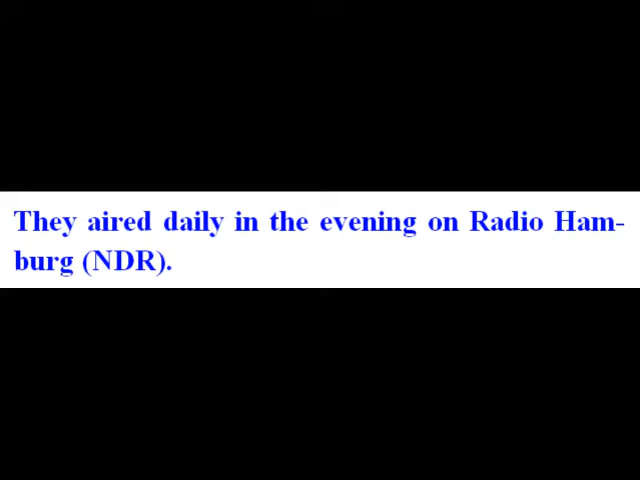 They aired daily in the evening on Radio Ham-
burg (NDR).